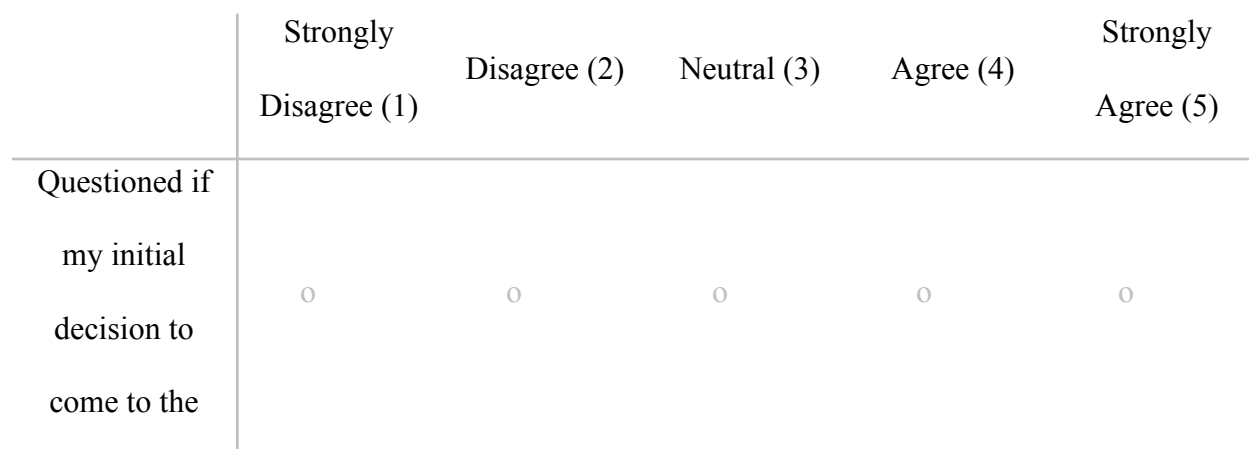 Strongly
Disagree (1)
Disagree (2)
Neutral (3)
Agree (4)
Strongly
Agree (5)
Questioned if
my initial
decision to
come to the
o o o o o